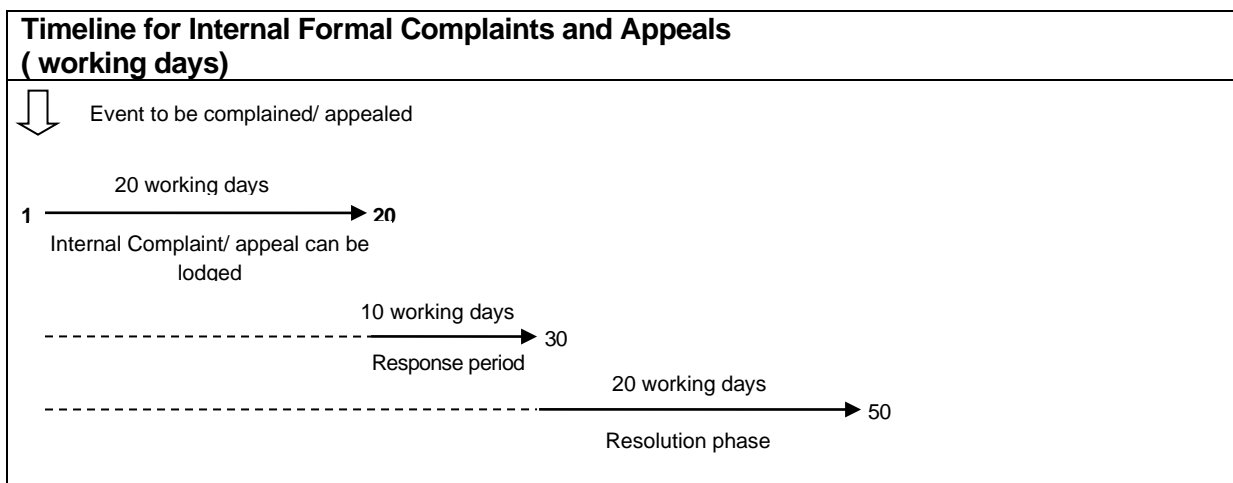 Timeline for Internal Formal Complaints and Appeals
( working days)
Event to be complained/ appealed
20 working days
1
20
Internal Complaint/ appeal can be
lodged
10 working days
30
Response period
20 working days
50
Resolution phase